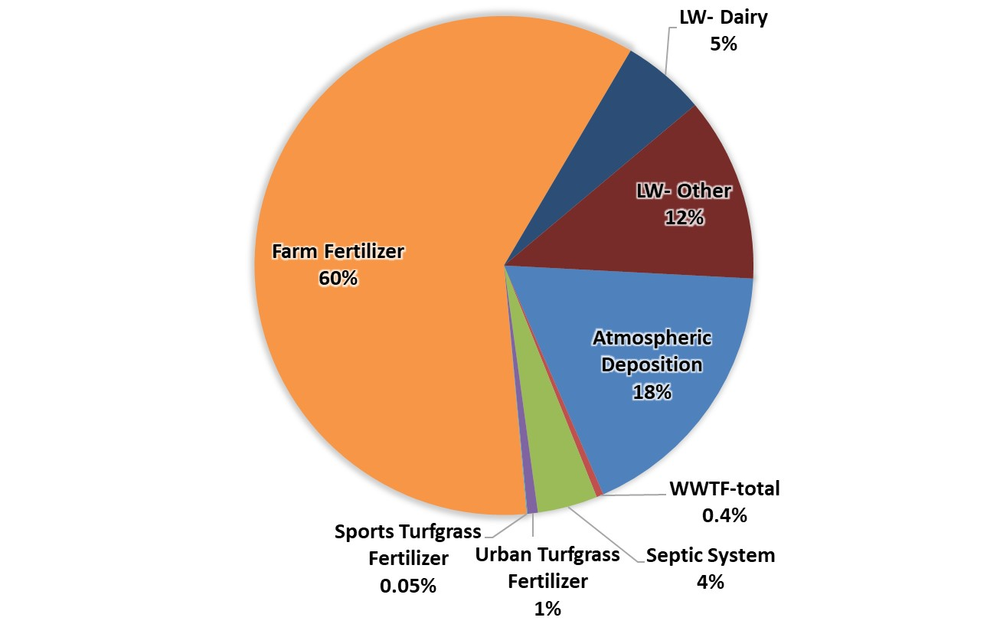 LW- Dairy
5%
LW- Other
12%
Farm Fertilizer
60%
Atmospheric
Deposition
18%
WWTF-total
0.4%
Sports Turfgrass
Fertilizer
0.05%
Urban Turfgrass
Fertilizer
1%
Septic System
4%